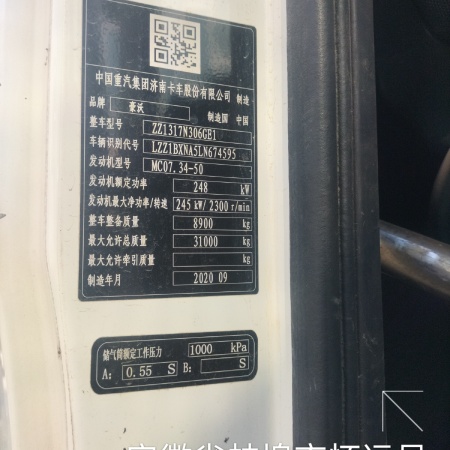 中国重汽集团济南卡车股份有限公司 制造
品牌 豪沃 制造国 中国
整车型号 ZZ1317N306GE1
车辆识别代号 LZZ1BXNA5LN674595
发动机型号 MC07.34-50
发动机额定功率 248 kW
发动机最大净功率/转速 245 kW/ 2300 r/min
整车整备质量 8900 kg
最大允许总质量 31000 kg
最大允许牵引质量 kg
制造年月 2020 09
储气筒额定工作压力 1000 kPa
A: 0.55 S B: S